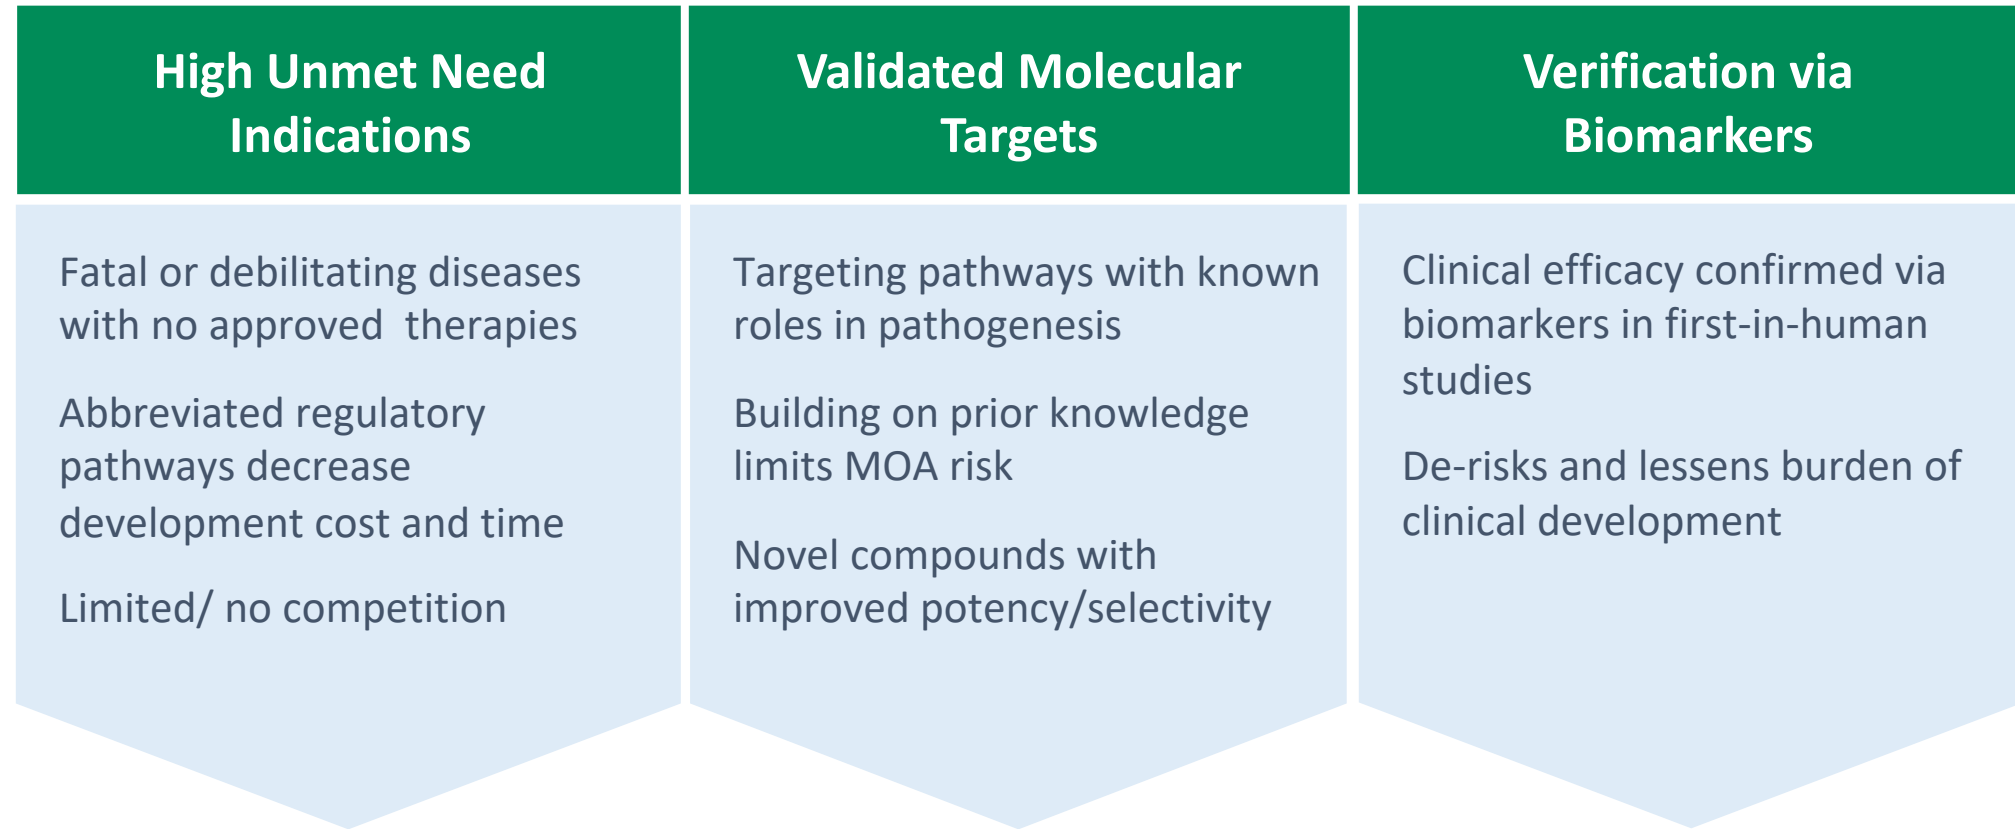 High Unmet Need
Indications
Fatal or debilitating diseases
with no approved  therapies
Abbreviated regulatory
pathways decrease
development cost and time
Limited/ no competition
Validated Molecular
Targets
Targeting pathways with known
roles in pathogenesis
Building on prior knowledge
limits MOA risk
Novel compounds with
improved potency/selectivity
Verification via
Biomarkers
Clinical efficacy confirmed via
biomarkers in first-in-human
studies
De-risks and lessens burden of
clinical development